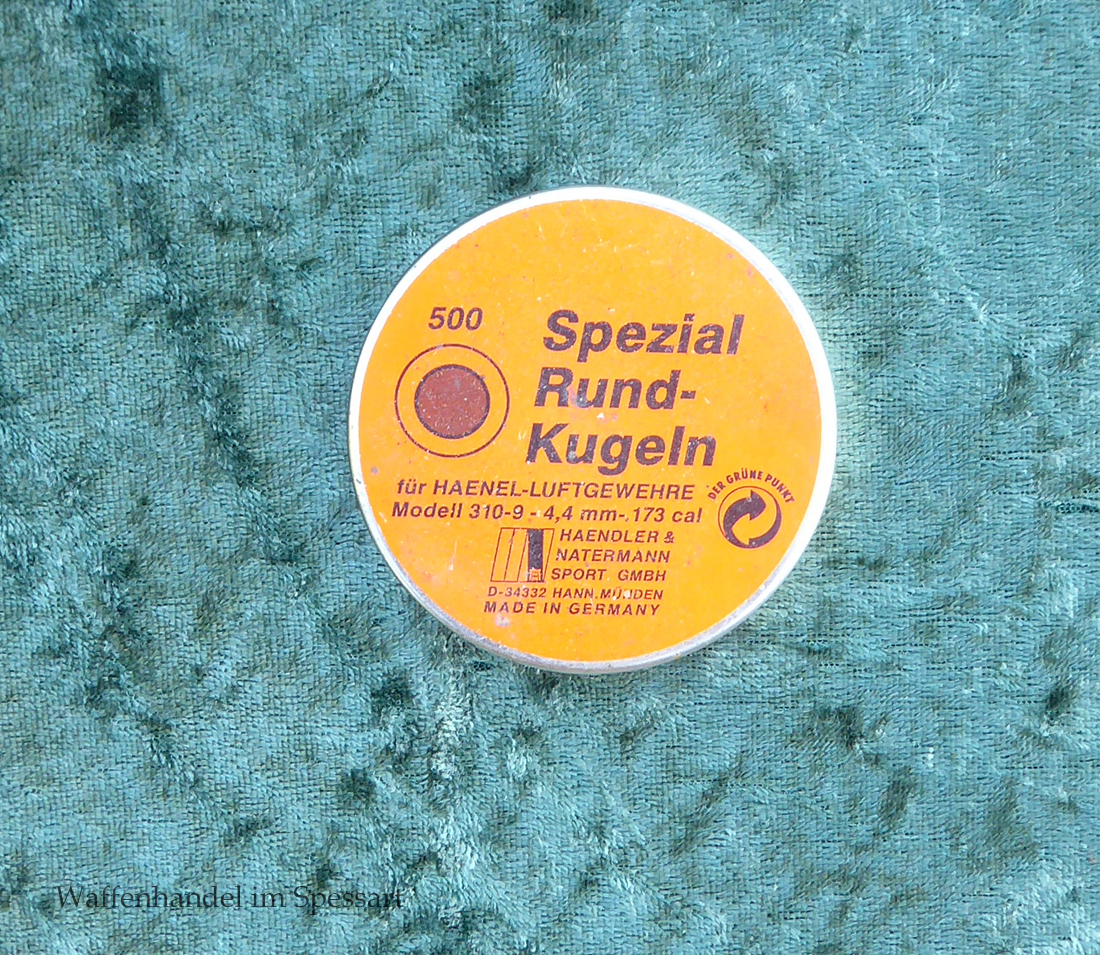 500
Spezial
Rund-
Kugeln
für HAENEL-LUFTGEWEHRE
Modell 310-9 - 4,4 mm-.173 cal
DER GRÜNE PUNKT
HAENDLER &
NATERMANN
SPORT GMBH
D-34332 HANN.MÜNDEN
MADE IN GERMANY
Waffenhandel im Spessart